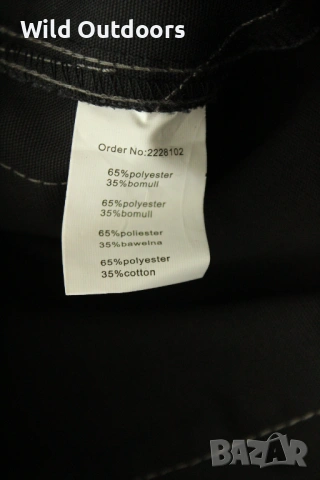 Wild Outdoors
Order No:2226102
65%polyester
35%bomull
65%polyester
35%bomull
65%poliester
35%bawelna
65%polyester
35%cotton
BAZAR